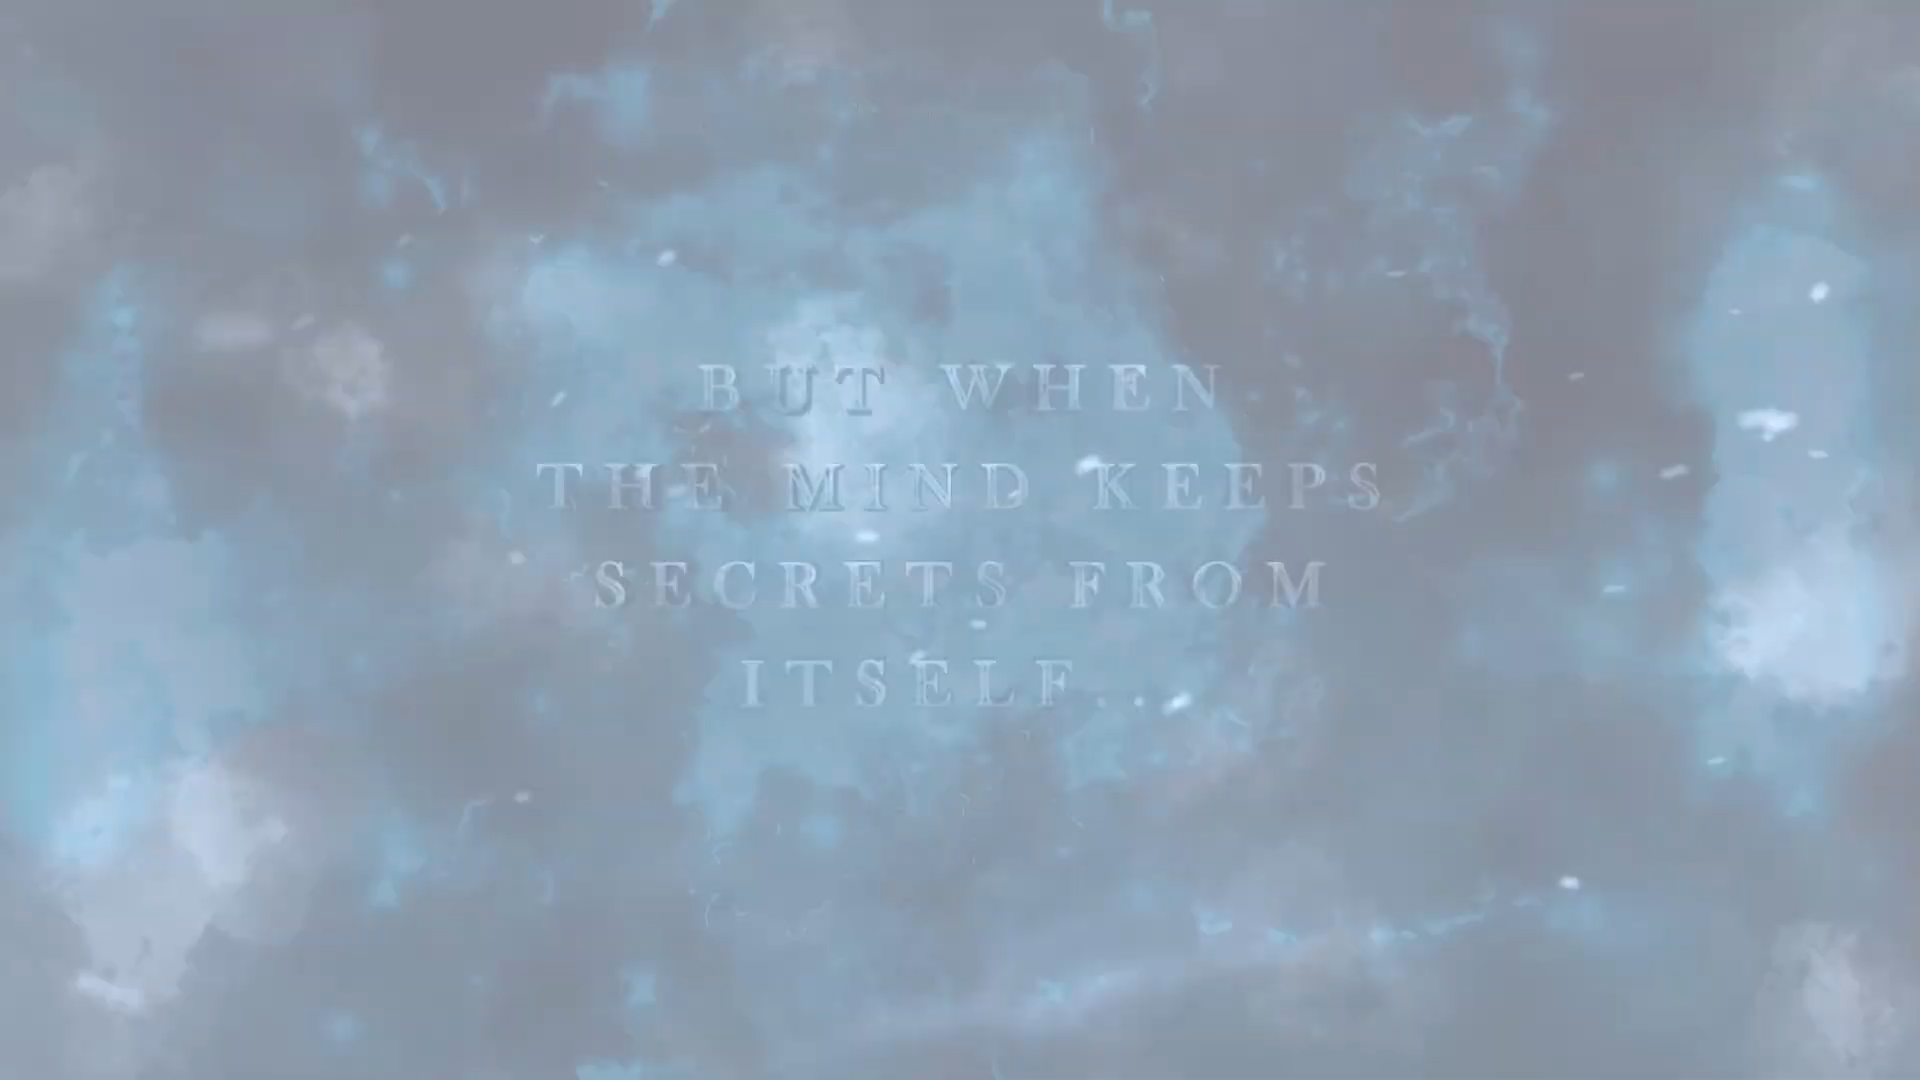 BUT WHEN
THE MIND KEEPS
SECRETS FROM
ITSELF...